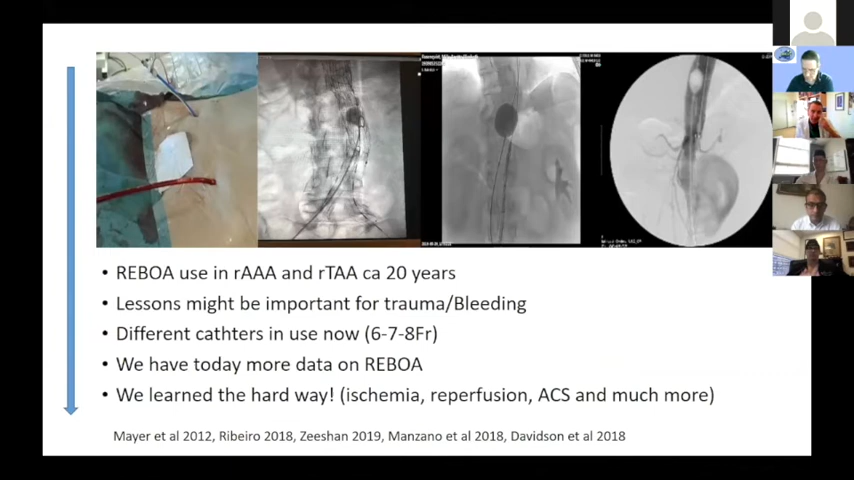 • REBOA use in rAAA and rTAA ca 20 years
• Lessons might be important for trauma/Bleeding
• Different cathters in use now (6-7-8Fr)
• We have today more data on REBOA
• We learned the hard way! (ischemia, reperfusion, ACS and much more)
Mayer et al 2012, Ribeiro 2018, Zeeshan 2019, Manzano et al 2018, Davidson et al 2018